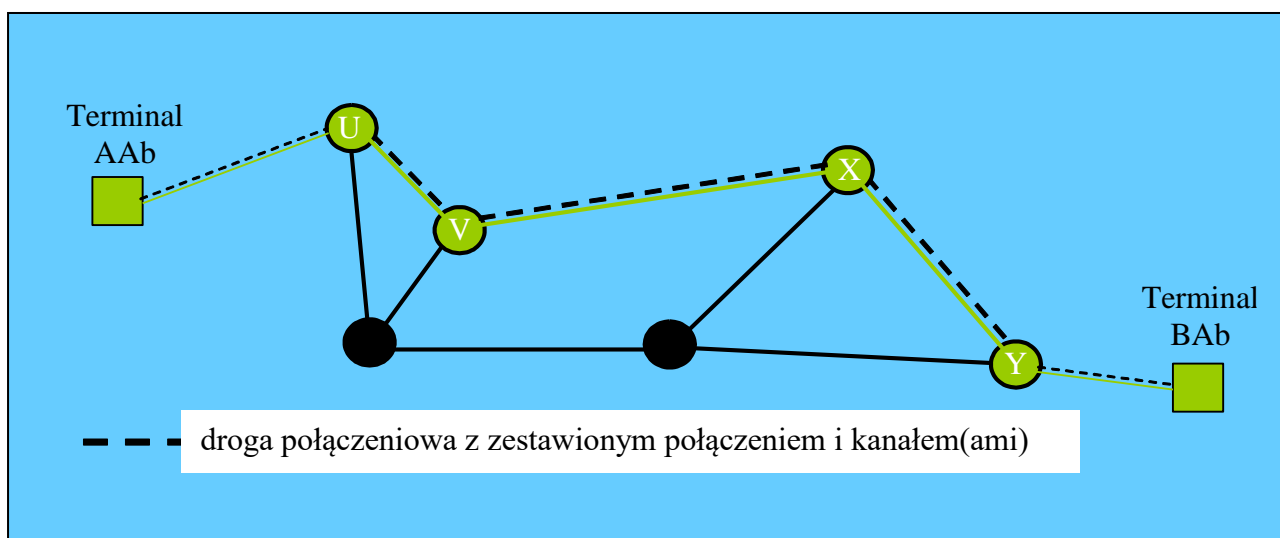 Terminal
AAb
U
V
X
Terminal
BAb
Y
droga połączeniowa z zestawionym połączeniem i kanałem(ami)